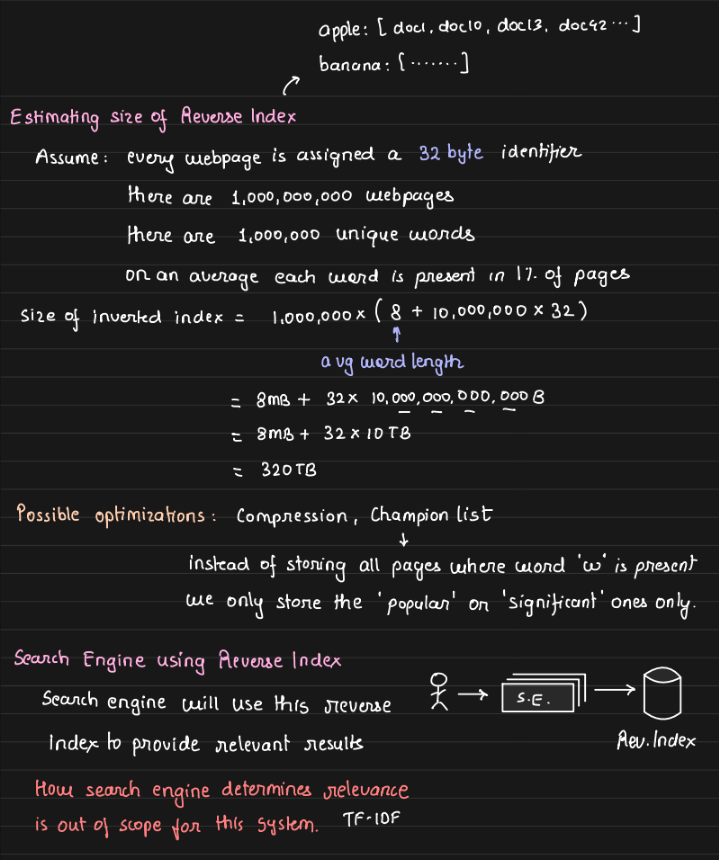 apple: [ doc1, doc10, doc13, doc42 ... ]
banana: [ ....... ]
Estimating size of Reverse Index
Assume: every webpage is assigned a 32 byte identifier
there are 1,000,000,000 webpages
there are 1,000,000 unique words
on an average each word is present in 1% of pages
Size of inverted index = 1,000,000 × ( 8 + 10,000,000 × 32 )
avg word length
= 8MB + 32 × 10,000,000,000,000 B
= 8MB + 32 × 10 TB
= 320 TB
Possible optimizations: Compression, Champion list
instead of storing all pages where word 'w' is present
we only store the 'popular' or 'significant' ones only.
Search Engine using Reverse Index
Search engine will use this reverse
index to provide relevant results
S.E.
Rev. Index
How search engine determines relevance
is out of scope for this system. TF-IDF